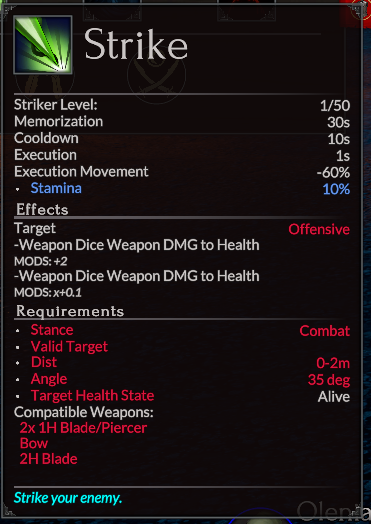 Strike
Striker Level: 1/50
Memorization 30s
Cooldown 10s
Execution 1s
Execution Movement -60%
• Stamina 10%
Effects
Target Offensive
-Weapon Dice Weapon DMG to Health
MODS: +2
-Weapon Dice Weapon DMG to Health
MODS: x+0.1
Requirements
• Stance Combat
• Valid Target
• Dist 0-2m
• Angle 35 deg
• Target Health State Alive
Compatible Weapons:
2x 1H Blade/Piercer
Bow
2H Blade
Strike your enemy.